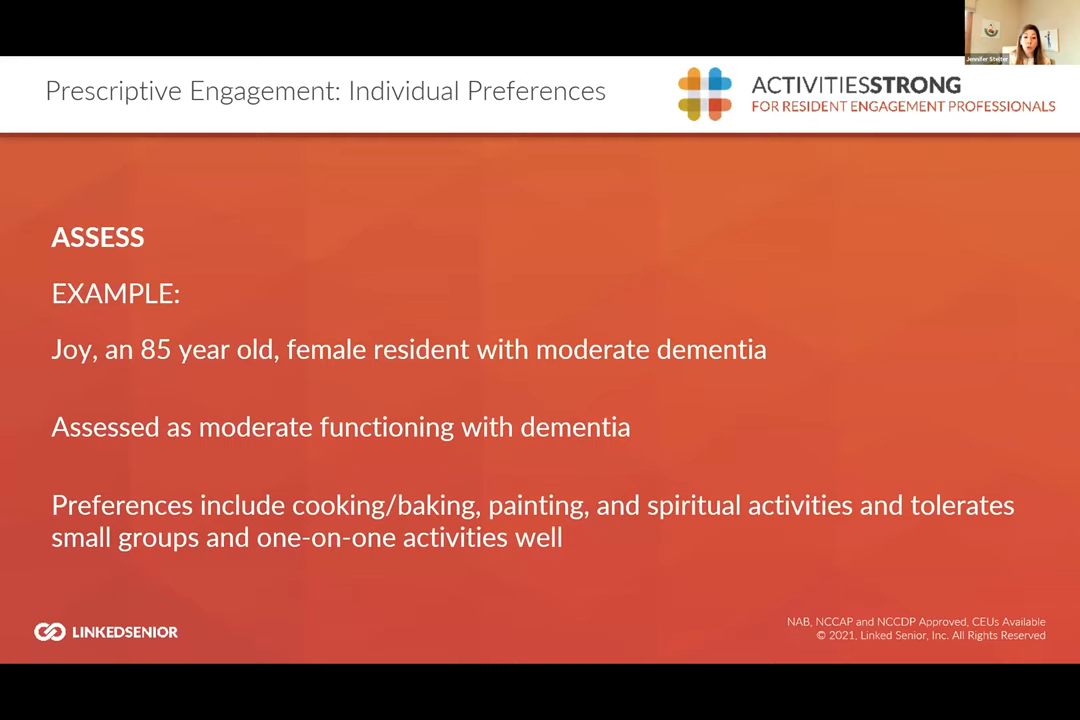 Jennifer Stelter
Prescriptive Engagement: Individual Preferences
ACTIVITIESSTRONG
FOR RESIDENT ENGAGEMENT PROFESSIONALS
ASSESS
EXAMPLE:
Joy, an 85 year old, female resident with moderate dementia
Assessed as moderate functioning with dementia
Preferences include cooking/baking, painting, and spiritual activities and tolerates
small groups and one-on-one activities well
LINKEDSENIOR
NAB, NCCAP and NCCDP Approved, CEUs Available
© 2021, Linked Senior, Inc. All Rights Reserved